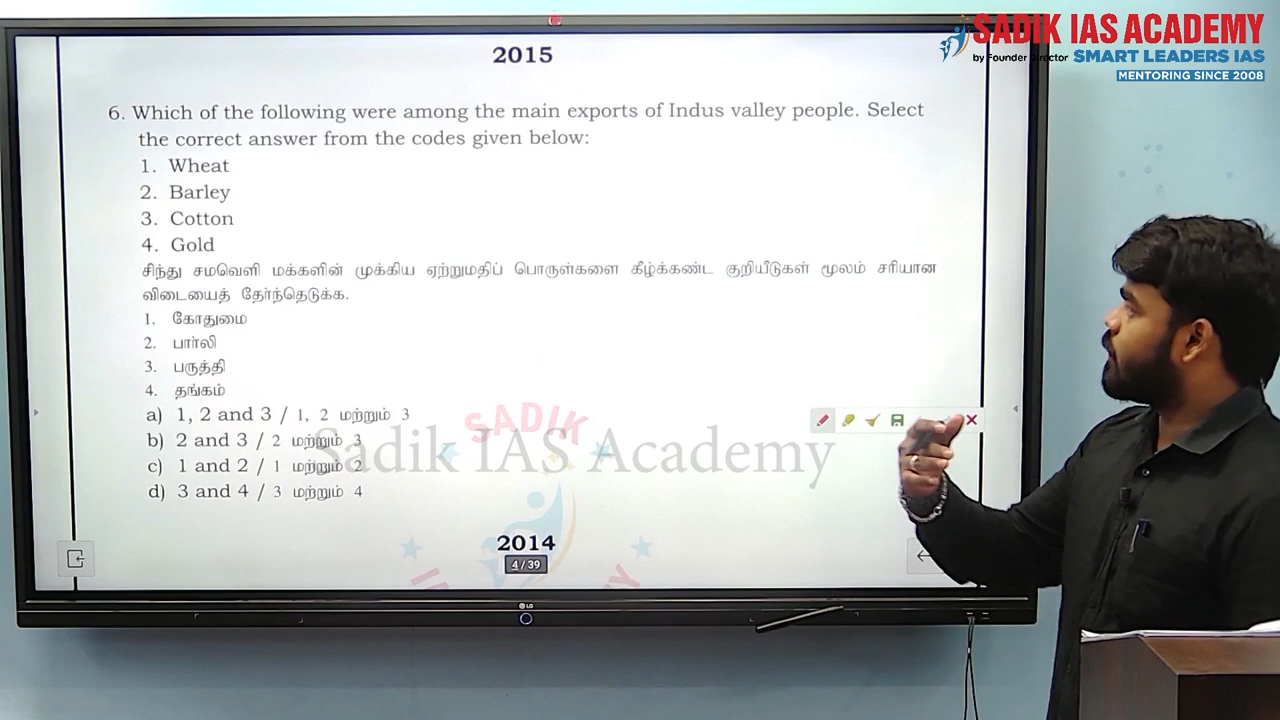 SADIK IAS ACADEMY
by Founder Director SMART LEADERS IAS
MENTORING SINCE 2008
2015
6. Which of the following were among the main exports of Indus valley people. Select
the correct answer from the codes given below:
1. Wheat
2. Barley
3. Cotton
4. Gold
சிந்து சமவெளி மக்களின் முக்கிய ஏற்றுமதிப் பொருள்களை கீழ்க்கண்ட குறியீடுகள் மூலம் சரியான
விடையைத் தேர்ந்தெடுக்க.
1. கோதுமை
2. பார்லி
3. பருத்தி
4. தங்கம்
a) 1, 2 and 3 / 1, 2 மற்றும் 3
b) 2 and 3 / 2 மற்றும் 3
c) 1 and 2 / 1 மற்றும் 2
d) 3 and 4 / 3 மற்றும் 4
SADIK
Sadik IAS Academy
2014
4 / 39
LG